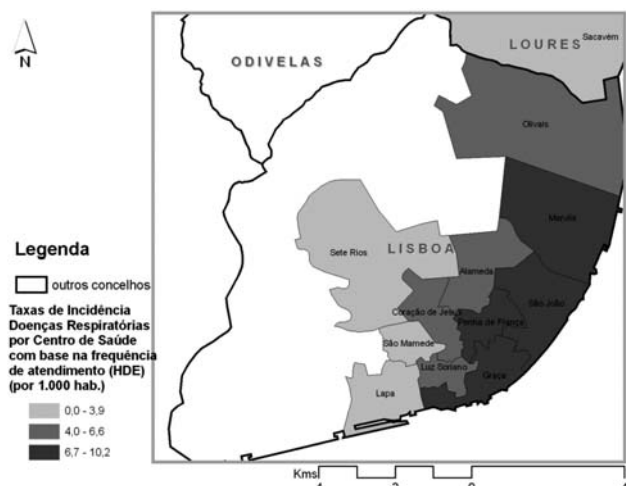 N
ODIVELAS
LOURES
Sacavém
Olivais
Marvila
Sete Rios
LISBOA
Alameda
São João
Coração de Jesus
Penha de França
São Mamede
Luz Soriano
Graça
Lapa
Legenda
outros concelhos
Taxas de Incidência
Doenças Respiratórias
por Centro de Saúde
com base na frequência
de atendimento (HDE)
(por 1.000 hab.)
0,0 - 3,9
4,0 - 6,6
6,7 - 10,2
Kms